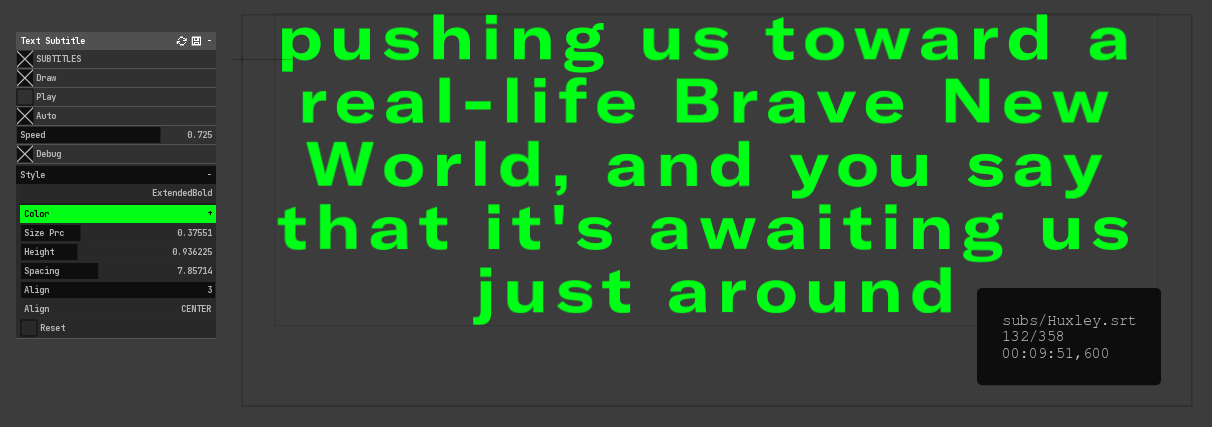 Text Subtitle -
SUBTITLES
Draw
Play
Auto
Speed 0.725
Debug
Style -
ExtendedBold
Color +
Size Prc 0.37551
Height 0.936225
Spacing 7.85714
Align 3
Align CENTER
Reset
pushing us toward a
real-life Brave New
World, and you say
that it's awaiting us
just around
subs/Huxley.srt
132/358
00:09:51,600